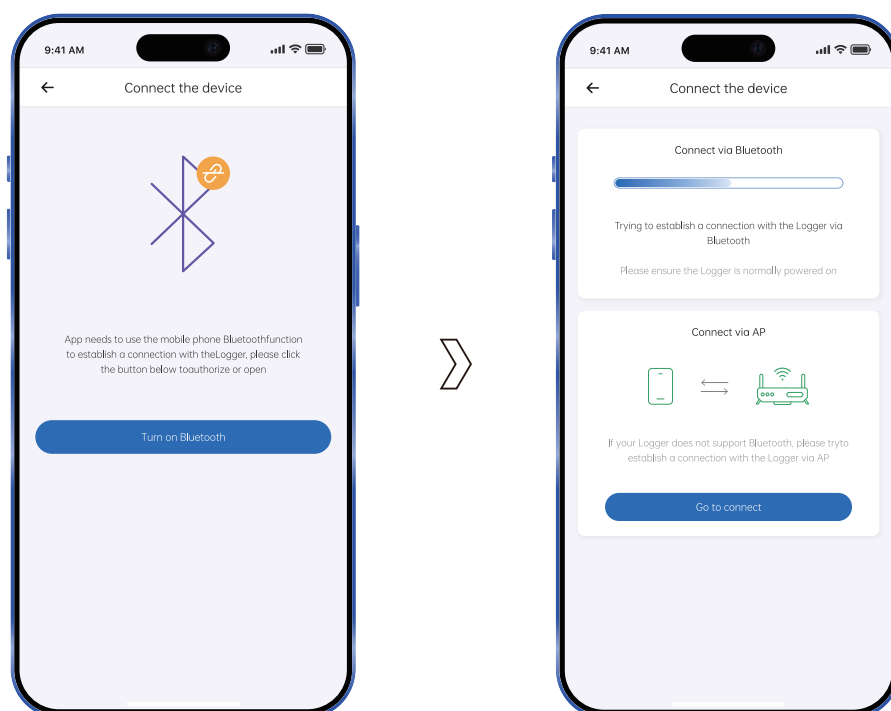 9:41 AM
Connect the device
App needs to use the mobile phone Bluetoothfunction
to establish a connection with theLogger, please click
the button below toauthorize or open
Turn on Bluetooth
9:41 AM
Connect the device
Connect via Bluetooth
Trying to establish a connection with the Logger via
Bluetooth
Please ensure the Logger is normally powered on
Connect via AP
If your Logger does not support Bluetooth, please tryto
establish a connection with the Logger via AP
Go to connect